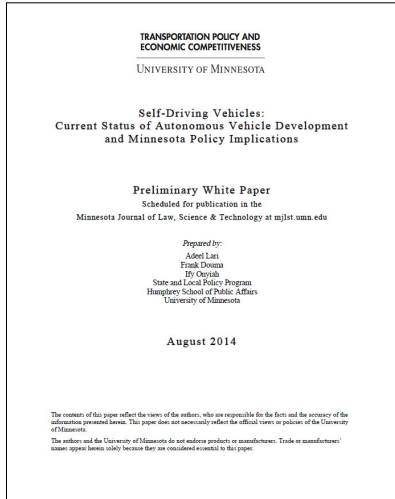 TRANSPORTATION POLICY AND
ECONOMIC COMPETITIVENESS
UNIVERSITY OF MINNESOTA
Self-Driving Vehicles:
Current Status of Autonomous Vehicle Development
and Minnesota Policy Implications
Preliminary White Paper
Scheduled for publication in the
Minnesota Journal of Law, Science & Technology at mjlst.umn.edu
Prepared by:
Adeel Lari
Frank Douma
Ify Onyiah
State and Local Policy Program
Humphrey School of Public Affairs
University of Minnesota
August 2014
The contents of this paper reflect the views of the authors, who are responsible for the facts and the accuracy of the
information presented herein. This paper does not necessarily reflect the official views or policies of the University
of Minnesota.
The authors and the University of Minnesota do not endorse products or manufacturers. Trade or manufacturers'
names appear herein solely because they are considered essential to this paper.